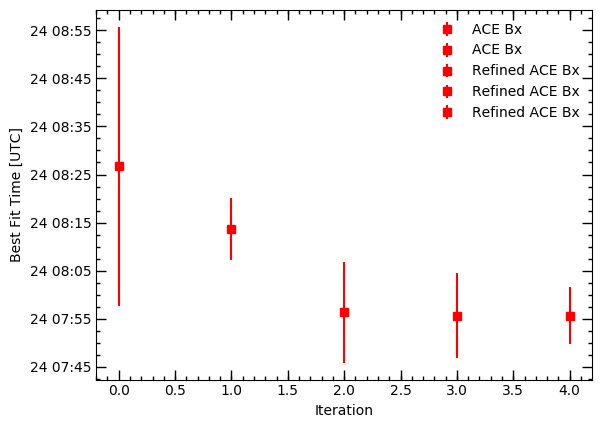 24 08:55
24 08:45
24 08:35
24 08:25
24 08:15
24 08:05
24 07:55
24 07:45
Best Fit Time [UTC]
ACE Bx
ACE Bx
Refined ACE Bx
Refined ACE Bx
Refined ACE Bx
0.0 0.5 1.0 1.5 2.0 2.5 3.0 3.5 4.0
Iteration